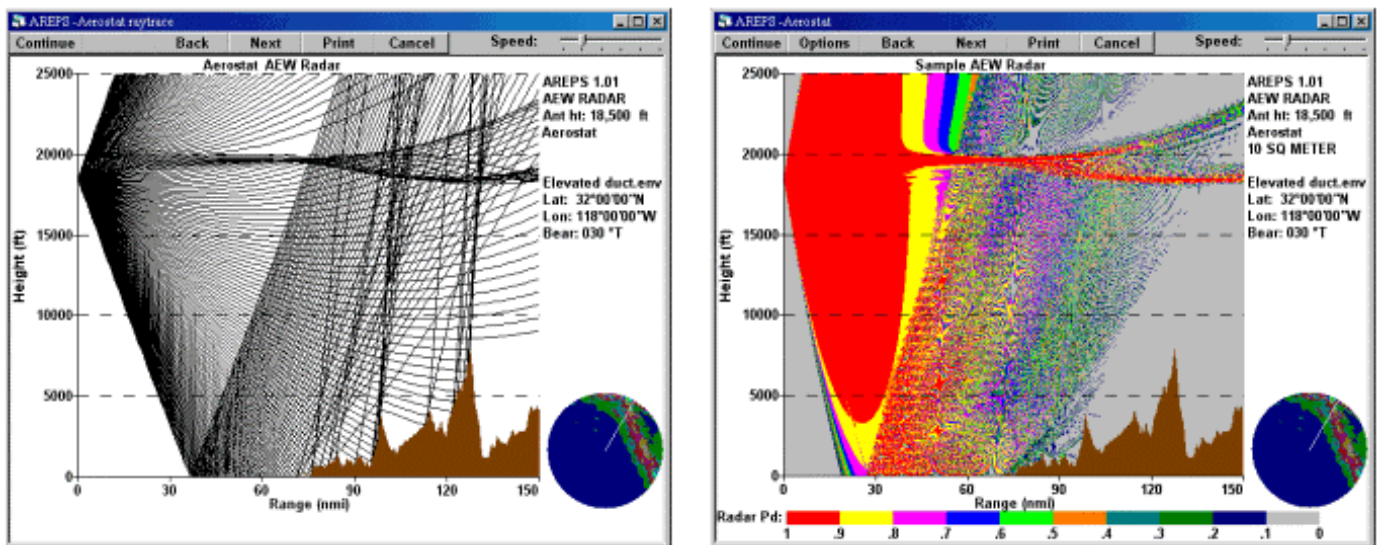 AREPS -Aerostat raytrace
Continue Back Next Print Cancel Speed:
Aerostat AEW Radar
25000
20000
15000
10000
5000
0
Height (ft)
0 30 60 90 120 150
Range (nmi)
AREPS 1.01
AEW RADAR
Ant ht: 18,500 ft
Aerostat
Elevated duct.env
Lat: 32°00'00"N
Lon: 118°00'00"W
Bear: 030 °T
AREPS -Aerostat
Continue Options Back Next Print Cancel Speed:
Sample AEW Radar
25000
20000
15000
10000
5000
0
Height (ft)
0 30 60 90 120 150
Range (nmi)
AREPS 1.01
AEW RADAR
Ant ht: 18,500 ft
Aerostat
10 SQ METER
Elevated duct.env
Lat: 32°00'00"N
Lon: 118°00'00"W
Bear: 030 °T
Radar Pd:
1 .9 .8 .7 .6 .5 .4 .3 .2 .1 0